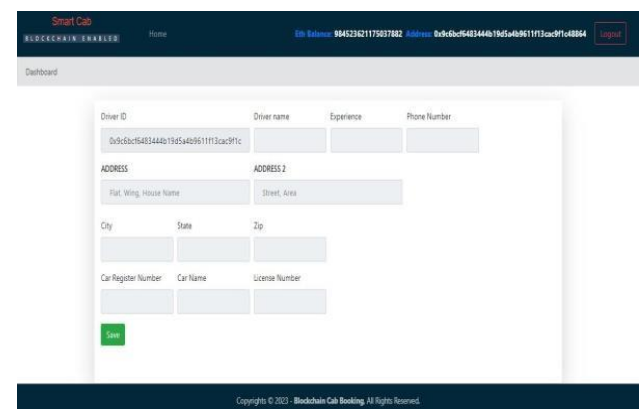 Smart Cab
BLOCKCHAIN ENABLED
Home
Eth Balance: 984523621175037882 Address: 0x9c6bcf6483444b19d5a4b9611f13cac9f1c48864
Logout
Dashboard
Driver ID Driver name Experience Phone Number
0x9c6bcf6483444b19d5a4b9611f13cac9f1c
ADDRESS ADDRESS 2
Flat, Wing, House Name Street, Area
City State Zip
Car Register Number Car Name License Number
Save
Copyrights © 2023 - Blockchain Cab Booking, All Rights Reserved.